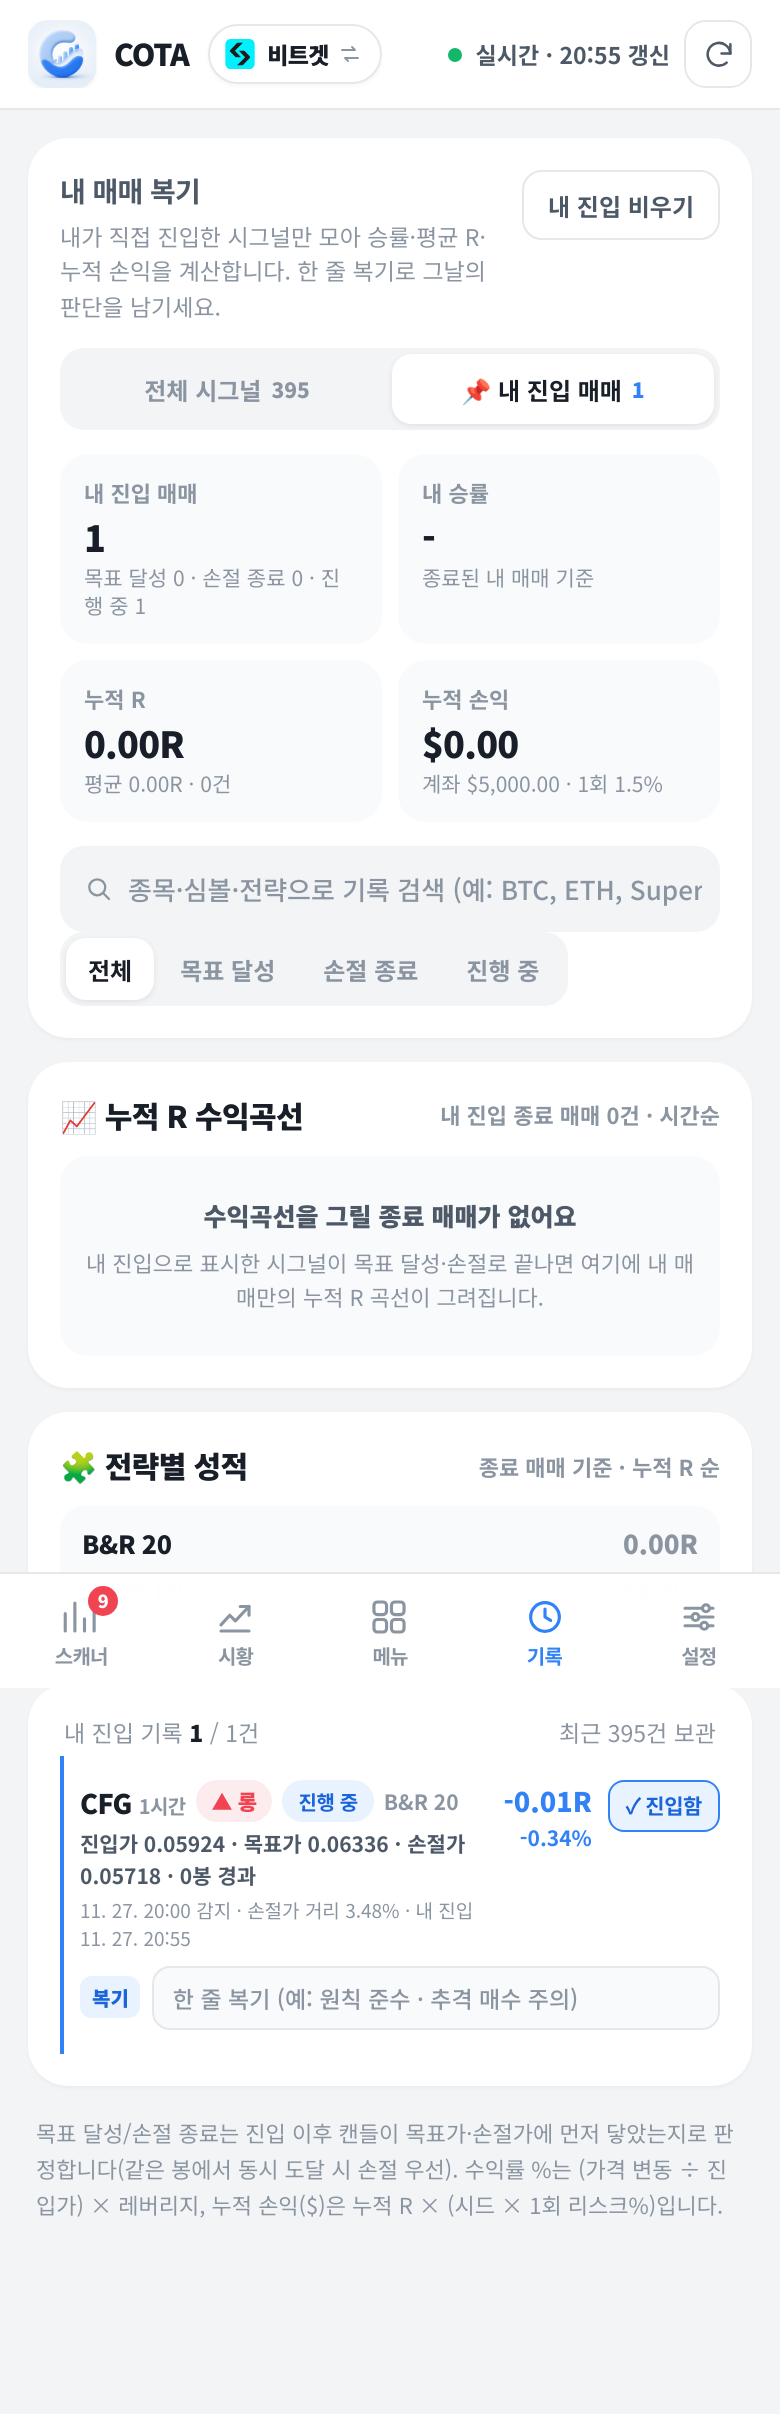 COTA
비트겟
실시간 · 20:55 갱신
내 매매 복기
내 진입 비우기
내가 직접 진입한 시그널만 모아 승률·평균 R·
누적 손익을 계산합니다. 한 줄 복기로 그날의
판단을 남기세요.
전체 시그널 395
📌 내 진입 매매 1
내 진입 매매
1
목표 달성 0 · 손절 종료 0 · 진
행 중 1
내 승률
-
종료된 내 매매 기준
누적 R
0.00R
평균 0.00R · 0건
누적 손익
$0.00
계좌 $5,000.00 · 1회 1.5%
종목·심볼·전략으로 기록 검색 (예: BTC, ETH, Super
전체 목표 달성 손절 종료 진행 중
📈 누적 R 수익곡선
내 진입 종료 매매 0건 · 시간순
수익곡선을 그릴 종료 매매가 없어요
내 진입으로 표시한 시그널이 목표 달성·손절로 끝나면 여기에 내 매
매만의 누적 R 곡선이 그려집니다.
🧩 전략별 성적
종료 매매 기준 · 누적 R 순
B&R 20
0.00R
9
스캐너 시황 메뉴 기록 설정
내 진입 기록 1 / 1건
최근 395건 보관
CFG 1시간 ▲ 롱 진행 중 B&R 20
-0.01R
-0.34%
✓ 진입함
진입가 0.05924 · 목표가 0.06336 · 손절가
0.05718 · 0봉 경과
11. 27. 20:00 감지 · 손절가 거리 3.48% · 내 진입
11. 27. 20:55
복기
한 줄 복기 (예: 원칙 준수 · 추격 매수 주의)
목표 달성/손절 종료는 진입 이후 캔들이 목표가·손절가에 먼저 닿았는지로 판
정합니다(같은 봉에서 동시 도달 시 손절 우선). 수익률 %는 (가격 변동 ÷ 진
입가) × 레버리지, 누적 손익($)은 누적 R × (시드 × 1회 리스크%)입니다.